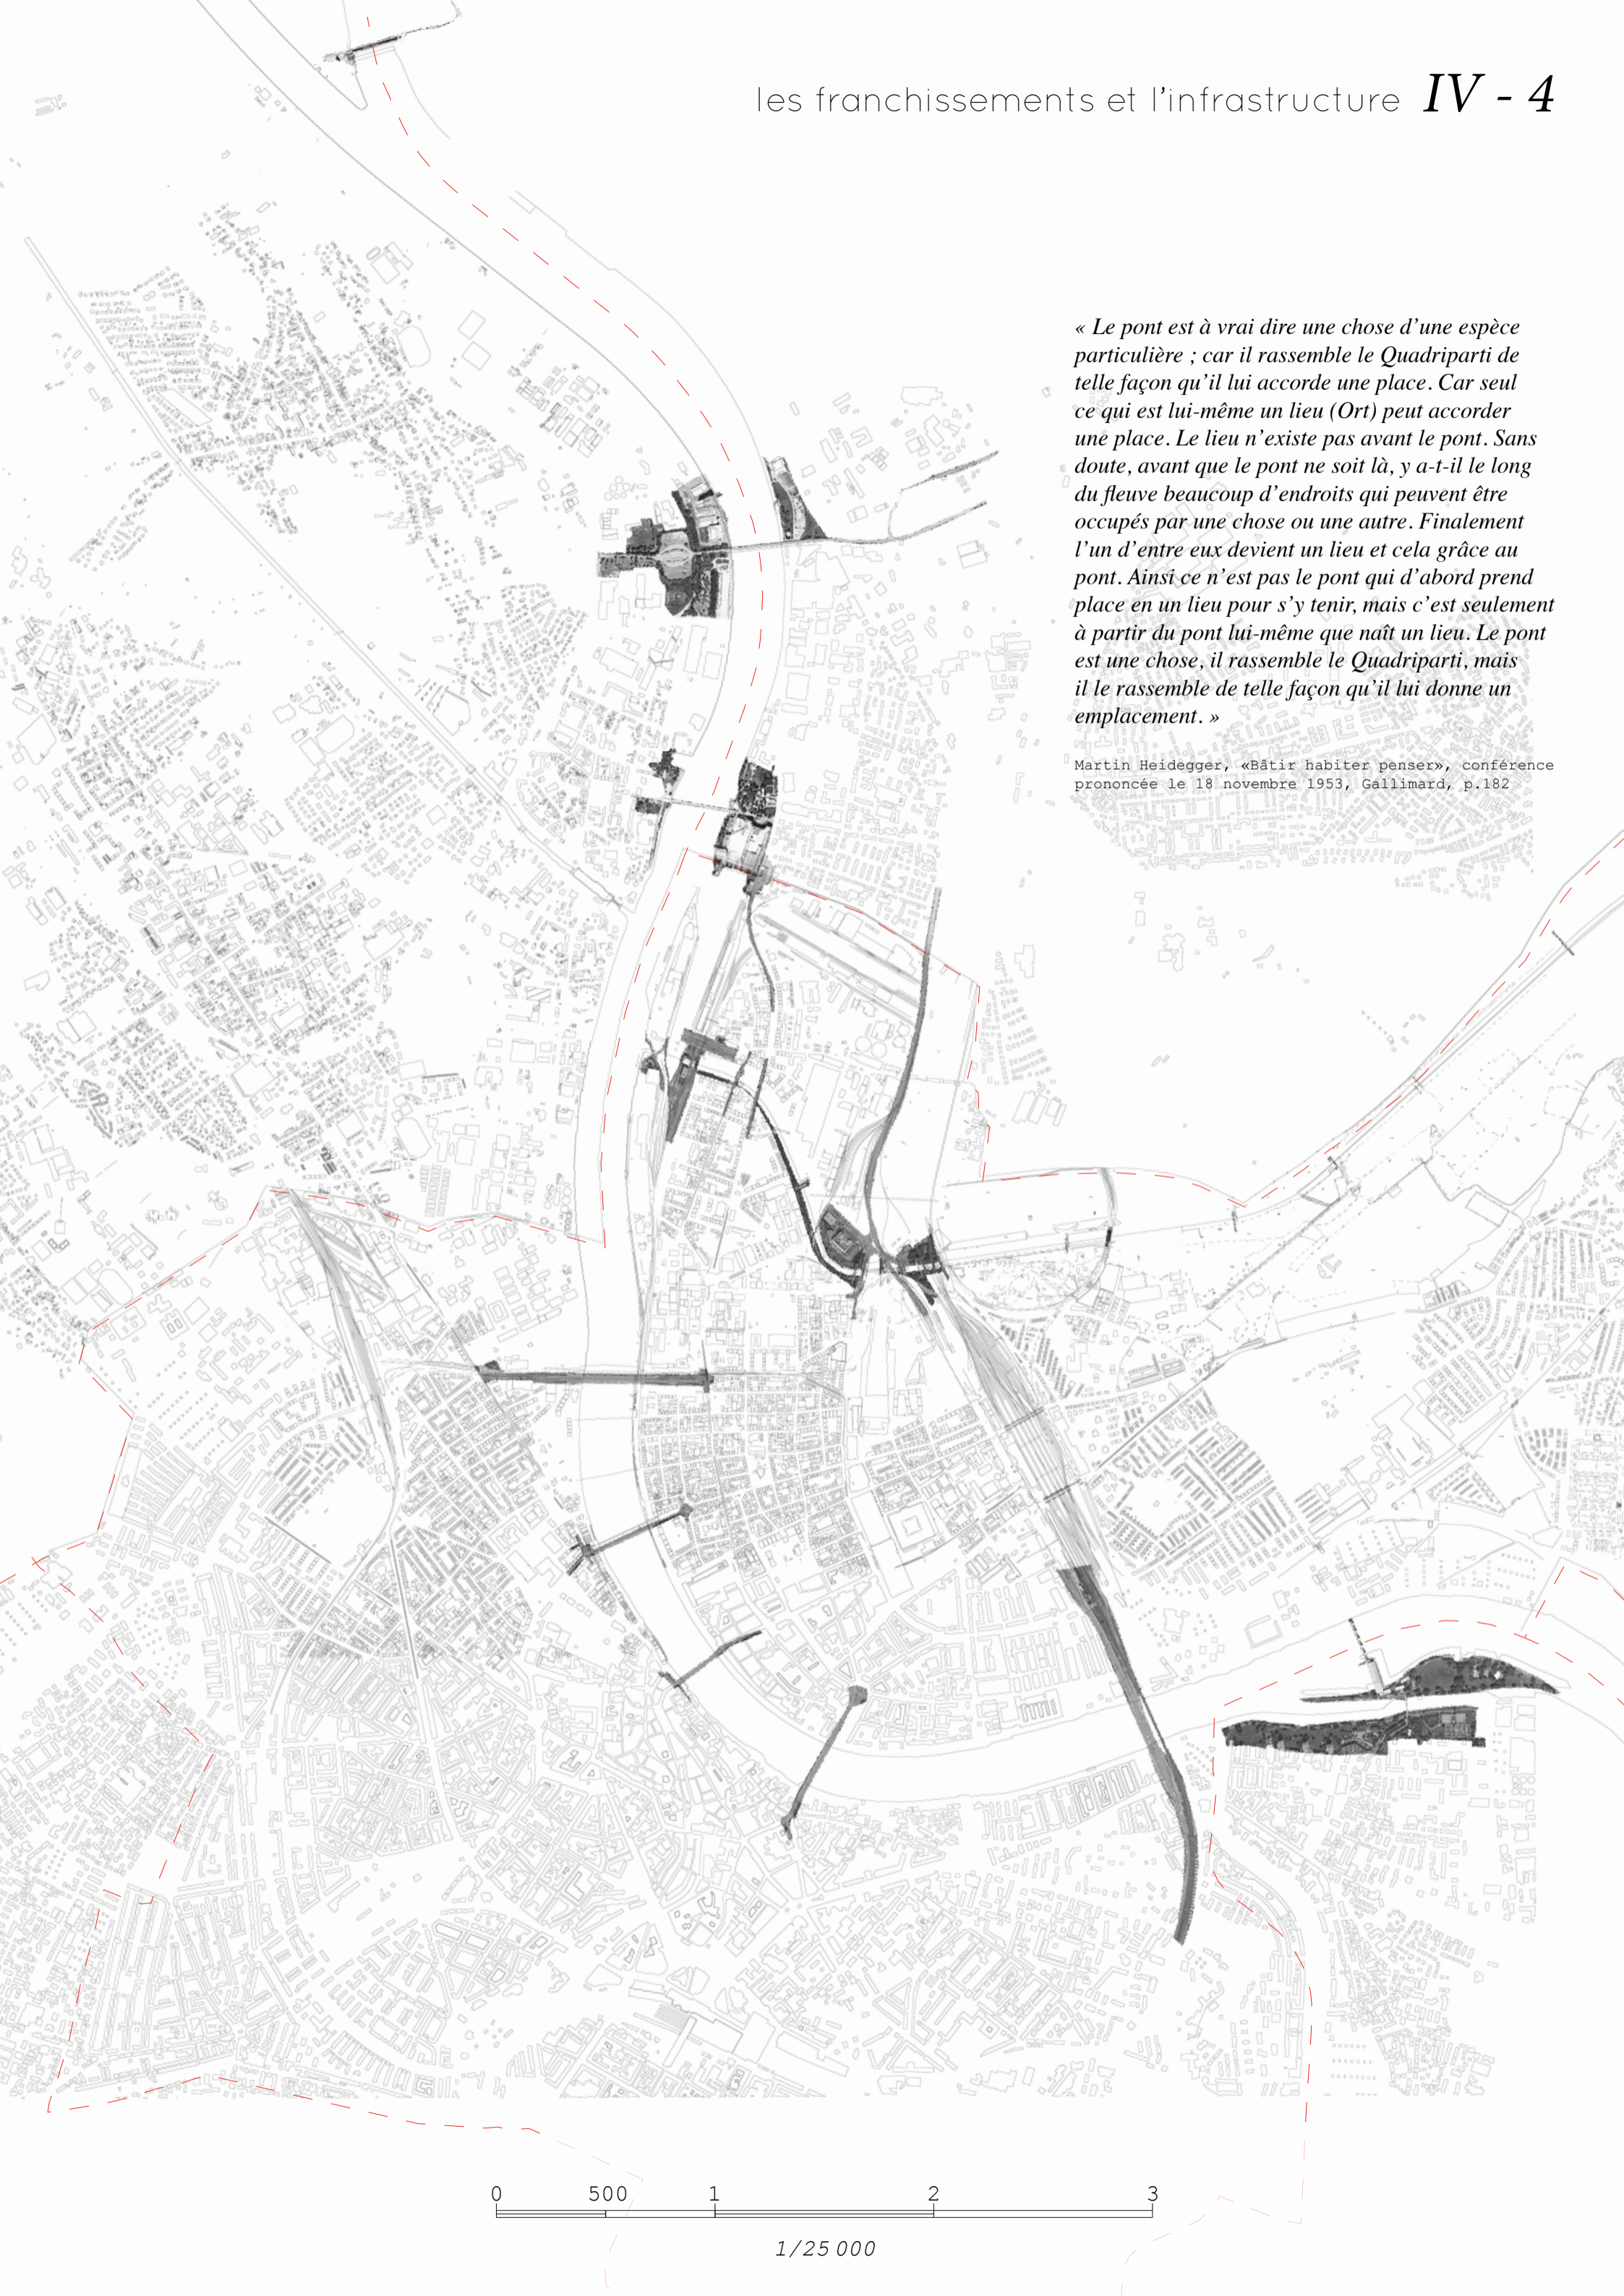 les franchissements et l’infrastructure IV - 4
« Le pont est à vrai dire une chose d’une espèce
particulière ; car il rassemble le Quadriparti de
telle façon qu’il lui accorde une place. Car seul
ce qui est lui-même un lieu (Ort) peut accorder
une place. Le lieu n’existe pas avant le pont. Sans
doute, avant que le pont ne soit là, y a-t-il le long
du fleuve beaucoup d’endroits qui peuvent être
occupés par une chose ou une autre. Finalement
l’un d’entre eux devient un lieu et cela grâce au
pont. Ainsi ce n’est pas le pont qui d’abord prend
place en un lieu pour s’y tenir, mais c’est seulement
à partir du pont lui-même que naît un lieu. Le pont
est une chose, il rassemble le Quadriparti, mais
il le rassemble de telle façon qu’il lui donne un
emplacement. »
Martin Heidegger, «Bâtir habiter penser», conférence
prononcée le 18 novembre 1953, Gallimard, p.182
0 500 1 2 3
1/25 000